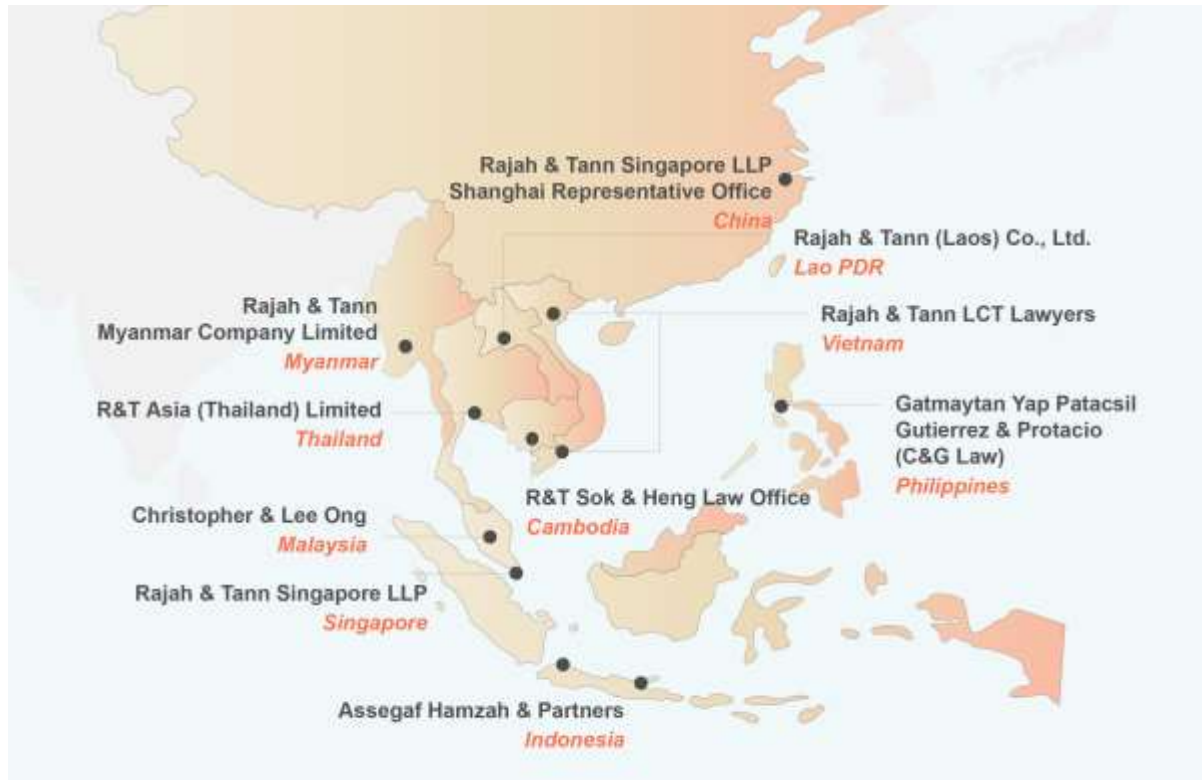 Rajah & Tann Singapore LLP
Shanghai Representative Office
China
Rajah & Tann (Laos) Co., Ltd.
Lao PDR
Rajah & Tann
Myanmar Company Limited
Myanmar
Rajah & Tann LCT Lawyers
Vietnam
R&T Asia (Thailand) Limited
Thailand
Gatmaytan Yap Patacsil
Gutierrez & Protacio
(C&G Law)
Philippines
R&T Sok & Heng Law Office
Cambodia
Christopher & Lee Ong
Malaysia
Rajah & Tann Singapore LLP
Singapore
Assegaf Hamzah & Partners
Indonesia